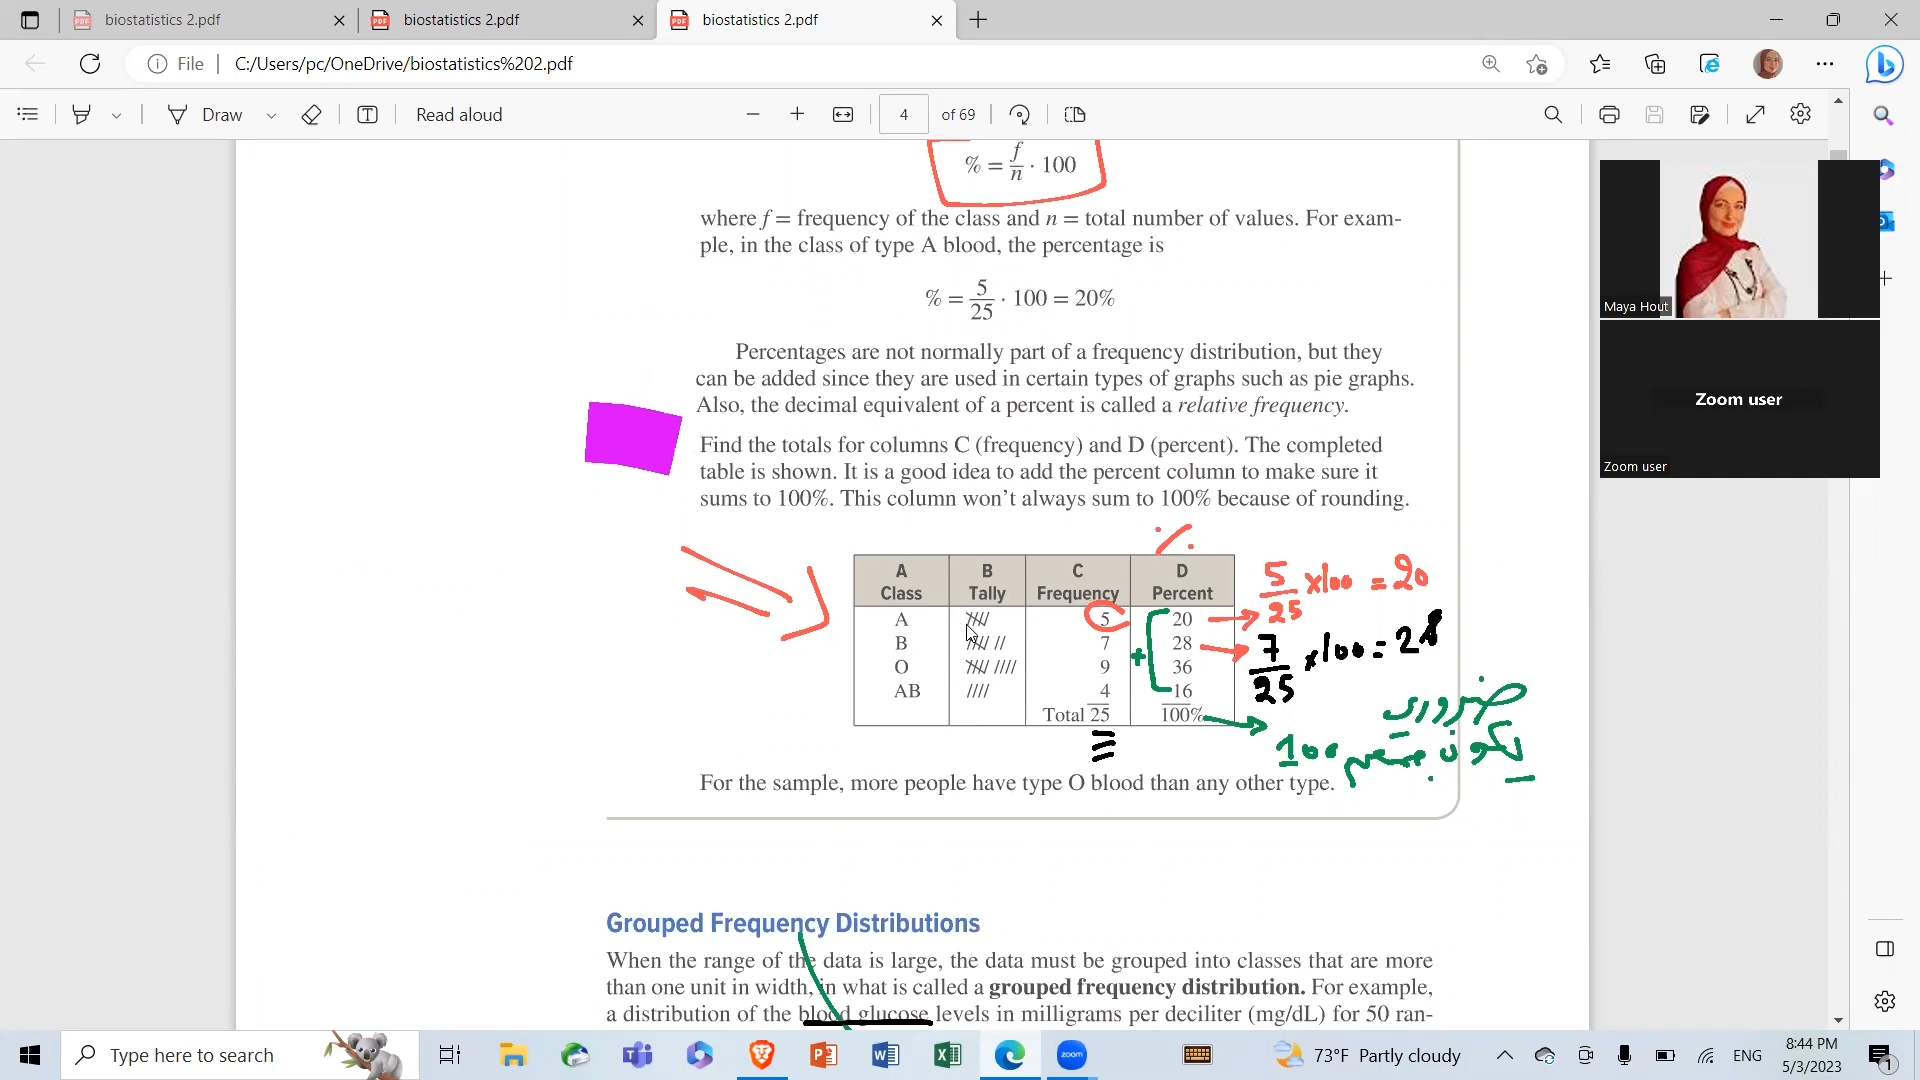 biostatistics 2.pdf
biostatistics 2.pdf
biostatistics 2.pdf
File
C:/Users/pc/OneDrive/biostatistics%202.pdf
Draw
Read aloud
4 of 69
% = f/n · 100
where f = frequency of the class and n = total number of values. For exam-
ple, in the class of type A blood, the percentage is
% = 5/25 · 100 = 20%
Percentages are not normally part of a frequency distribution, but they
can be added since they are used in certain types of graphs such as pie graphs.
Also, the decimal equivalent of a percent is called a relative frequency.
Find the totals for columns C (frequency) and D (percent). The completed
table is shown. It is a good idea to add the percent column to make sure it
sums to 100%. This column won't always sum to 100% because of rounding.
%
A B C D
Class Tally Frequency Percent
A 5 20
B 7 28
O 9 36
AB 4 16
Total 25 100%
5/25 x100 = 20
7/25 x100 = 28
+
100
For the sample, more people have type O blood than any other type.
Grouped Frequency Distributions
When the range of the data is large, the data must be grouped into classes that are more
than one unit in width, in what is called a grouped frequency distribution. For example,
a distribution of the blood glucose levels in milligrams per deciliter (mg/dL) for 50 ran-
Maya Hout
Zoom user
Zoom user
Type here to search
zoom
73°F Partly cloudy
ENG
8:44 PM
5/3/2023
1